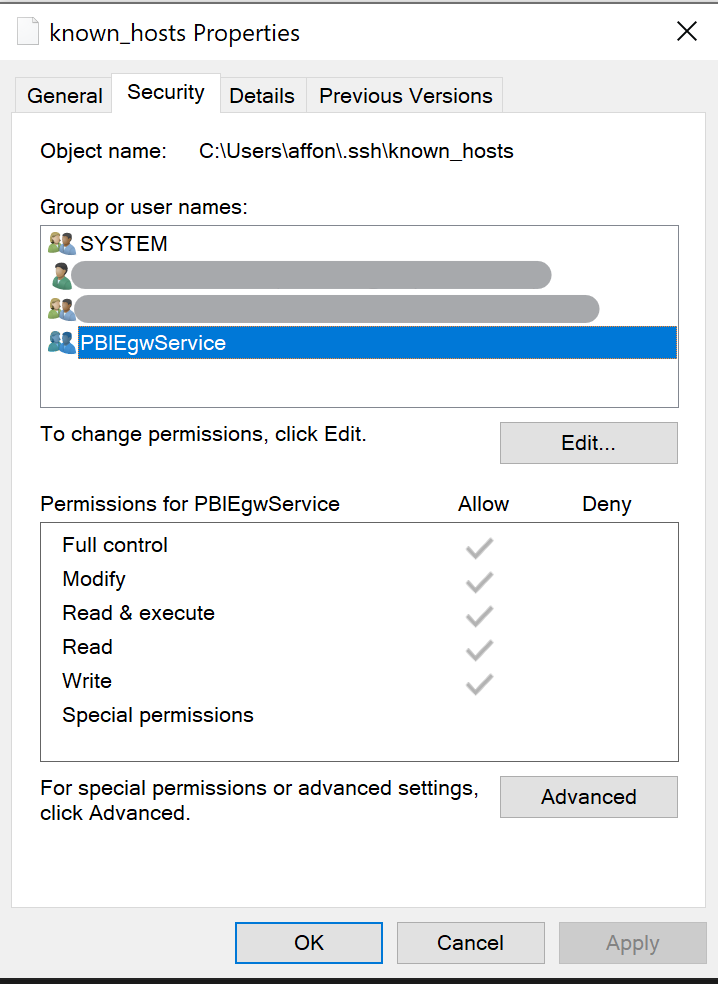 known_hosts Properties
General Security Details Previous Versions
Object name: C:\Users\affon\.ssh\known_hosts
Group or user names:
SYSTEM
PBIEgwService
To change permissions, click Edit.
Edit...
Permissions for PBIEgwService Allow Deny
Full control
Modify
Read & execute
Read
Write
Special permissions
For special permissions or advanced settings,
click Advanced.
Advanced
OK Cancel Apply